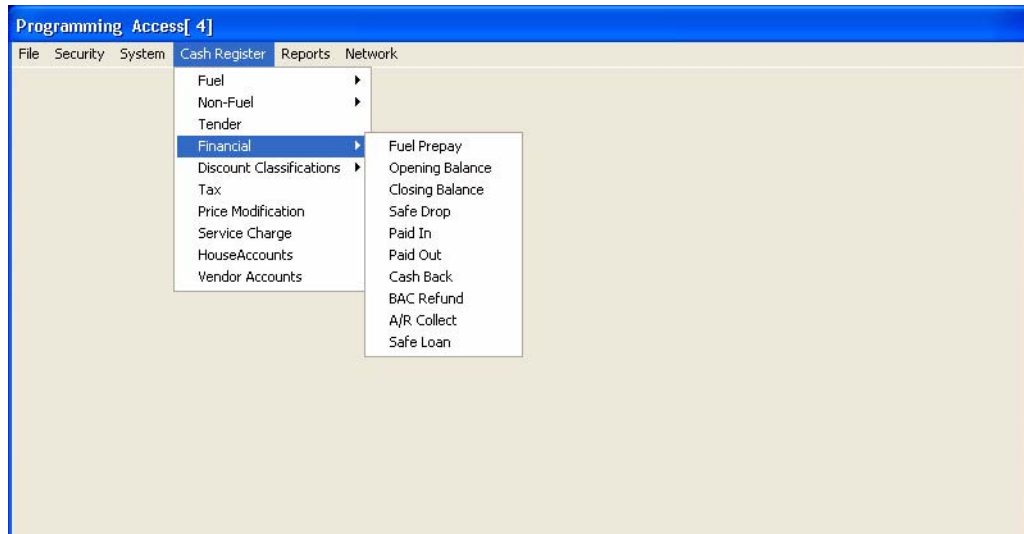 Programming Access[ 4]
File Security System Cash Register Reports Network
Fuel
Non-Fuel
Tender
Financial
Discount Classifications
Tax
Price Modification
Service Charge
HouseAccounts
Vendor Accounts
Fuel Prepay
Opening Balance
Closing Balance
Safe Drop
Paid In
Paid Out
Cash Back
BAC Refund
A/R Collect
Safe Loan